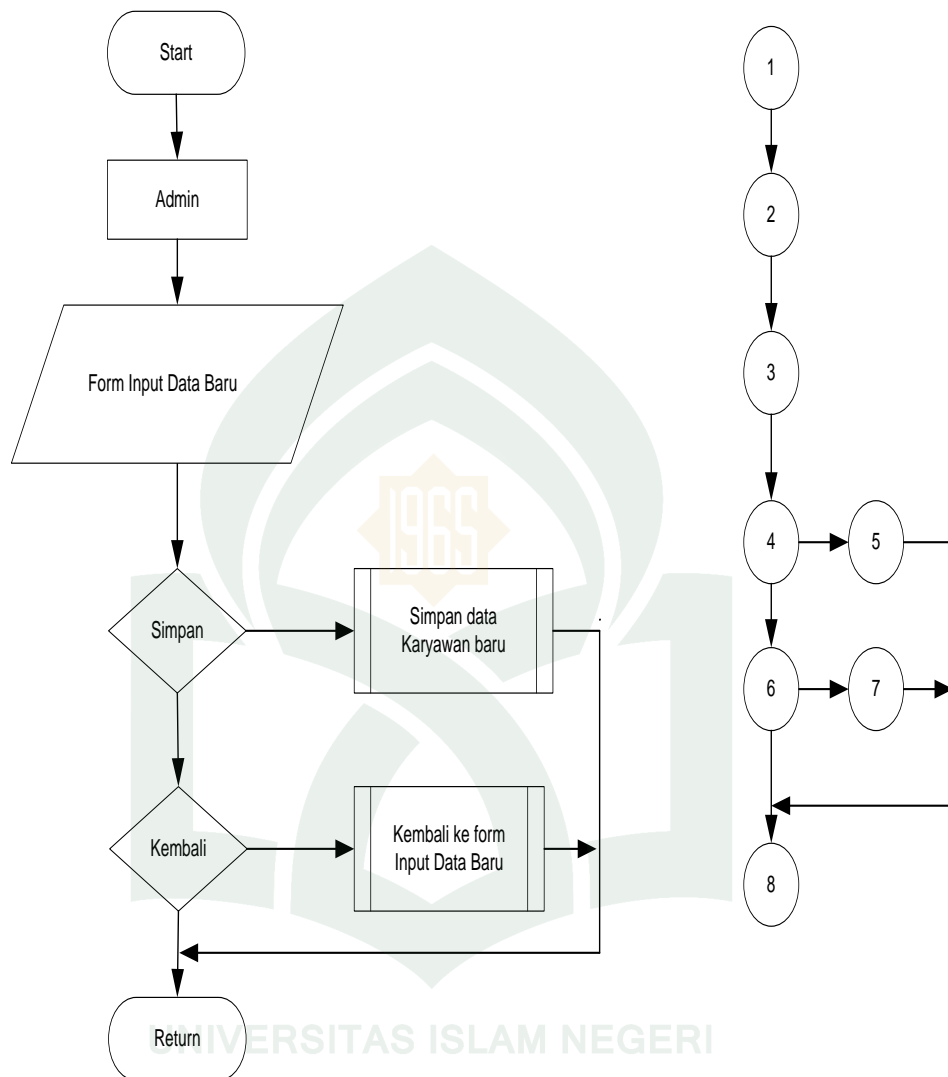 Start
Admin
Form Input Data Baru
Simpan
Simpan data
Karyawan baru
Kembali
Kembali ke form
Input Data Baru
Return
1
2
3
4
5
6
7
8
1965
UNIVERSITAS ISLAM NEGERI